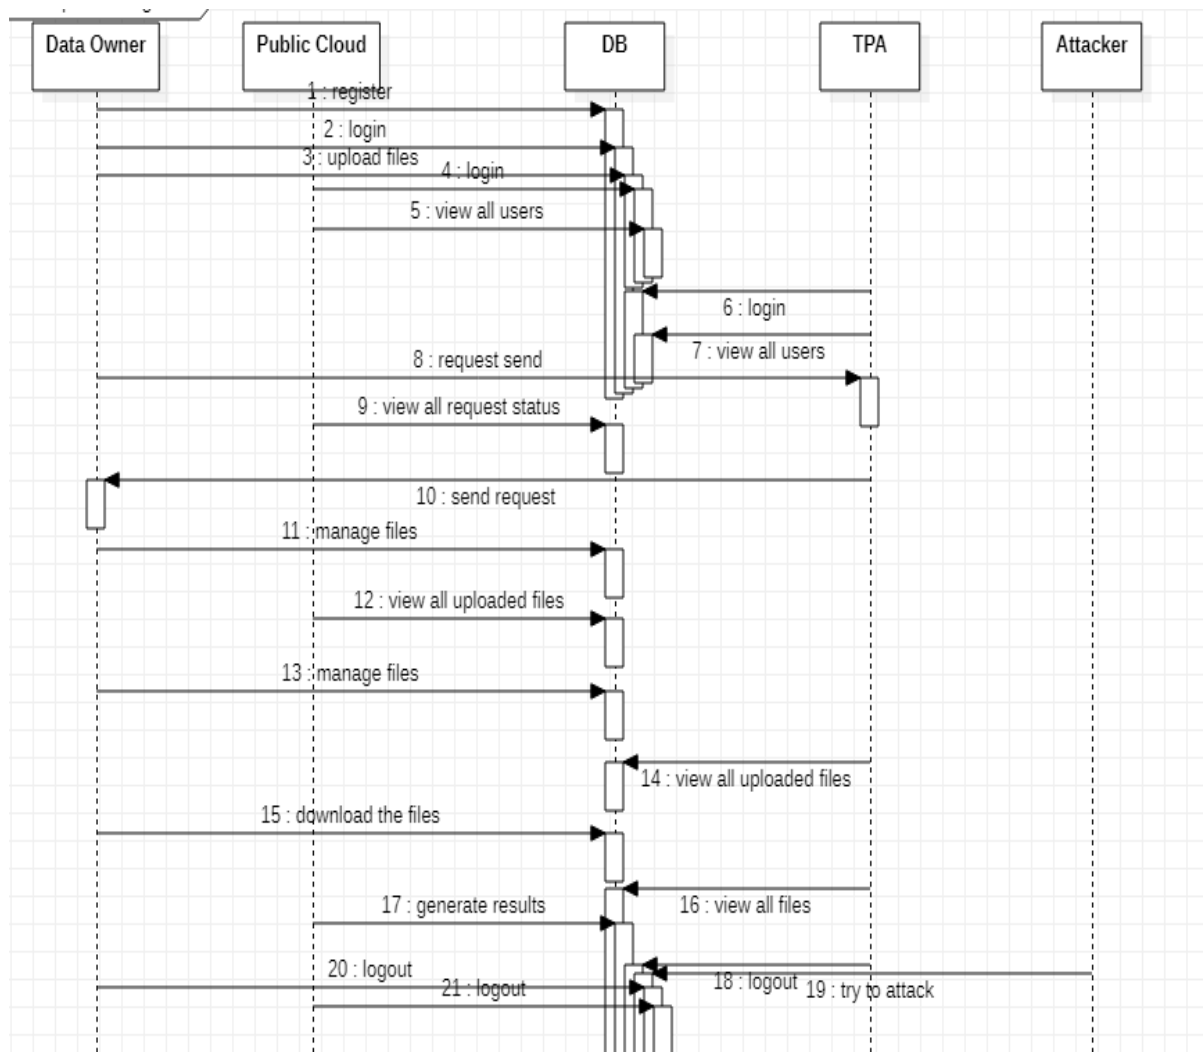 Data Owner
Public Cloud
DB
TPA
Attacker
1 : register
2 : login
3 : upload files
4 : login
5 : view all users
6 : login
7 : view all users
8 : request send
9 : view all request status
10 : send request
11 : manage files
12 : view all uploaded files
13 : manage files
14 : view all uploaded files
15 : download the files
16 : view all files
17 : generate results
18 : logout
19 : try to attack
20 : logout
21 : logout